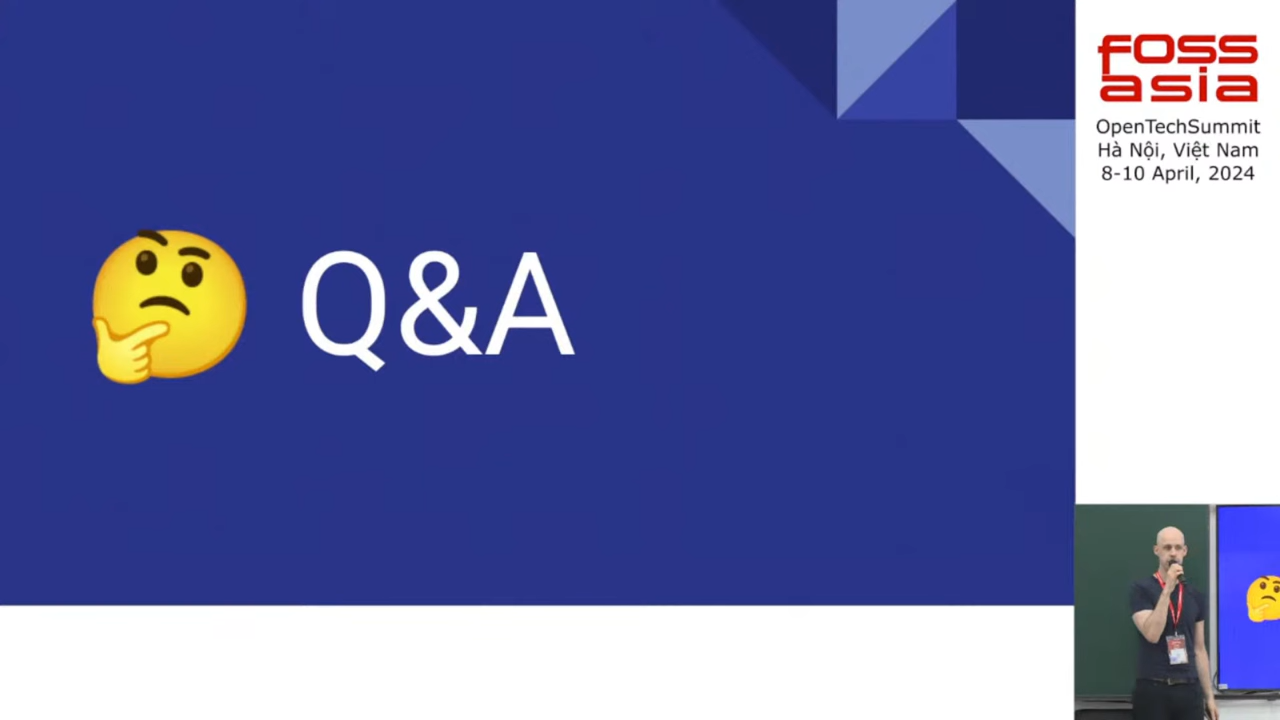 Q&A
foss
asia
OpenTechSummit
Hà Nội, Việt Nam
8-10 April, 2024